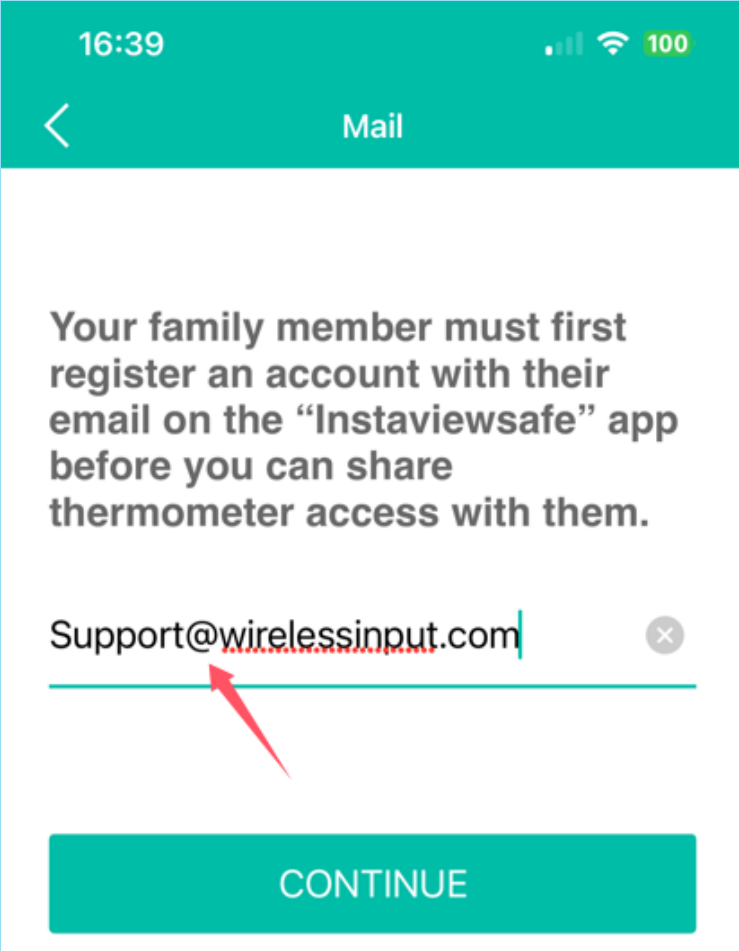 16:39
100
Mail
Your family member must first
register an account with their
email on the “Instaviewsafe” app
before you can share
thermometer access with them.
Support@wirelessinput.com
CONTINUE